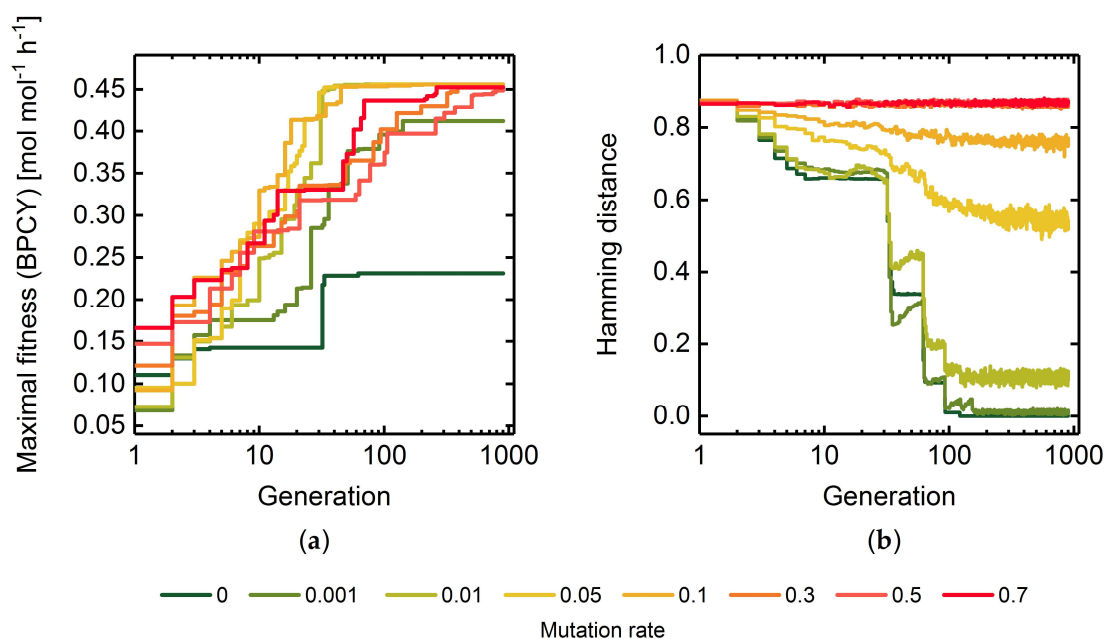 Maximal fitness (BPCY) [mol mol⁻¹ h⁻¹]
0.45
0.40
0.35
0.30
0.25
0.20
0.15
0.10
0.05
1 10 100 1000
Generation
(a)
Hamming distance
1.0
0.8
0.6
0.4
0.2
0.0
1 10 100 1000
Generation
(b)
0 0.001 0.01 0.05 0.1 0.3 0.5 0.7
Mutation rate